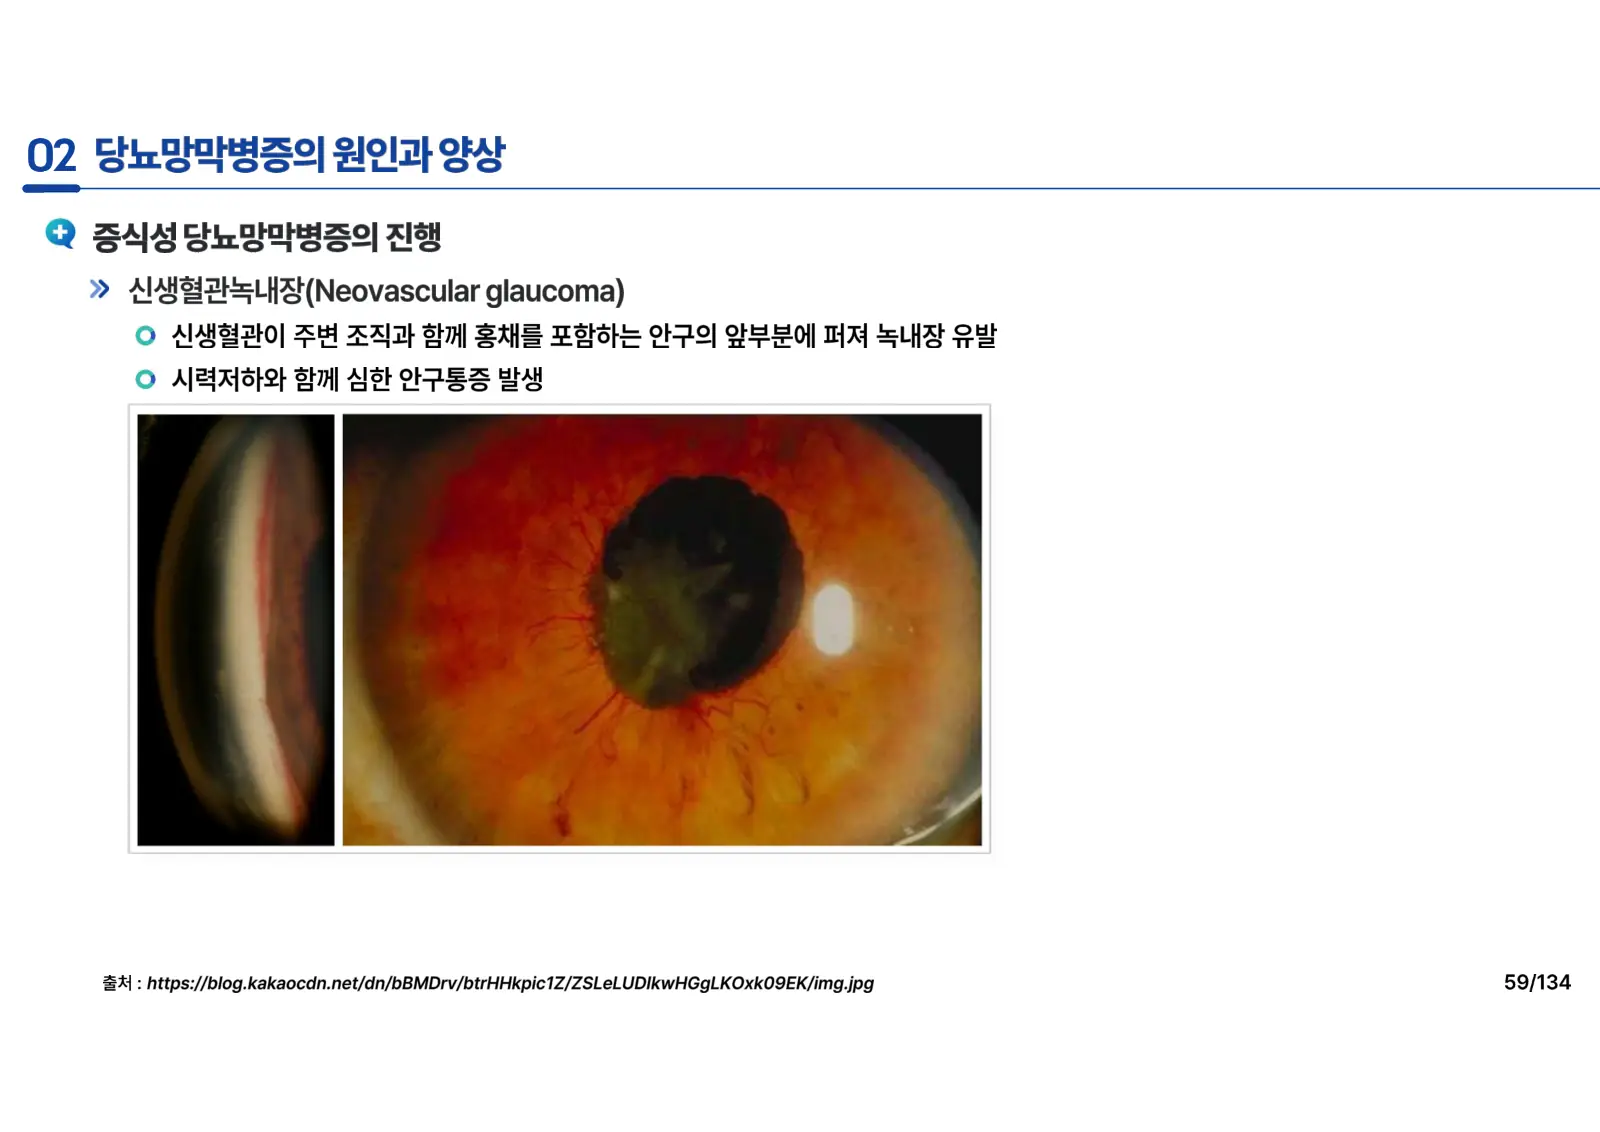 02 당뇨망막병증의 원인과 양상
증식성 당뇨망막병증의 진행
신생혈관녹내장(Neovascular glaucoma)
신생혈관이 주변 조직과 함께 홍채를 포함하는 안구의 앞부분에 퍼져 녹내장 유발
시력저하와 함께 심한 안구통증 발생
출처 : https://blog.kakaocdn.net/dn/bBMDrv/btrHHkpic1Z/ZSLeLUDIkwHGgLKOxk09EK/img.jpg
59/134